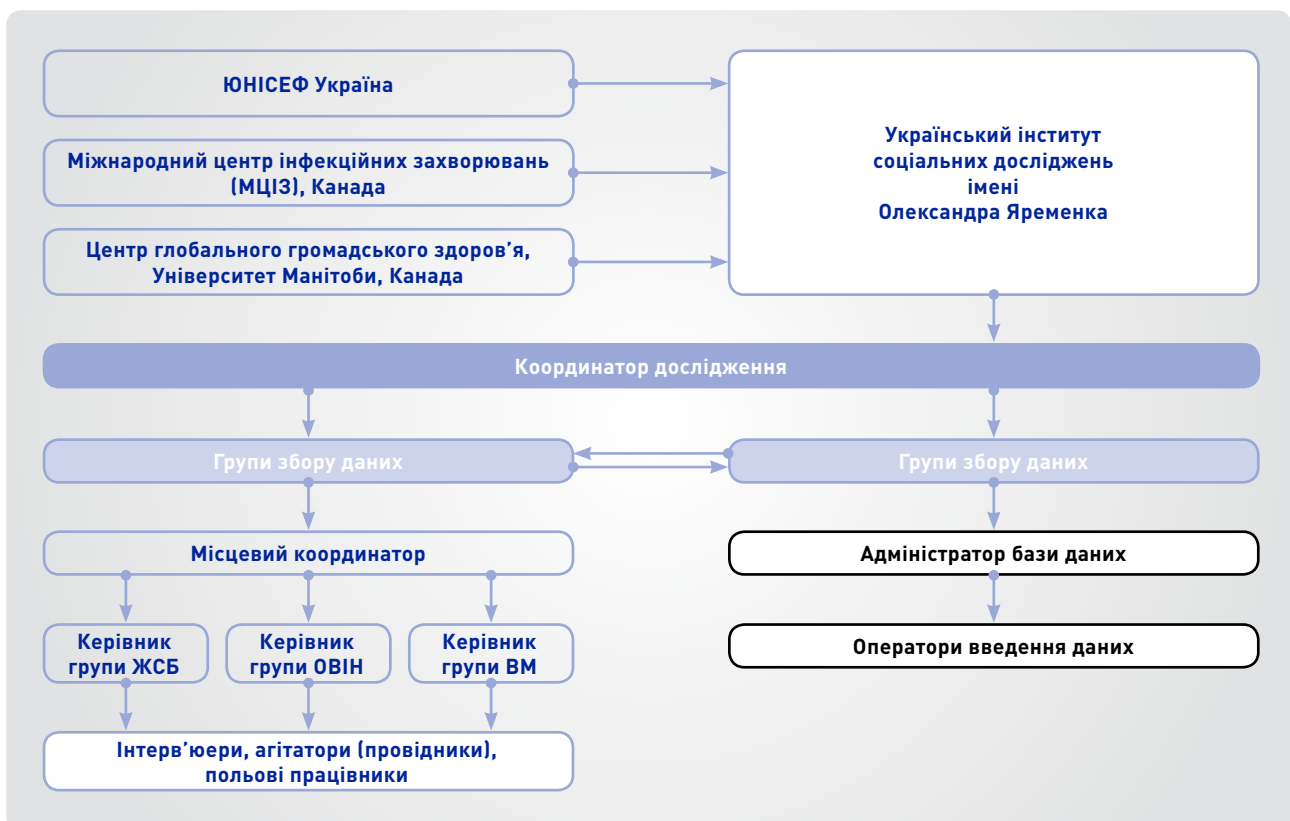 ЮНІСЕФ Україна
Міжнародний центр інфекційних захворювань
(МЦІЗ), Канада
Центр глобального громадського здоров’я,
Університет Манітоби, Канада
Український інститут
соціальних досліджень
імені
Олександра Яременка
Координатор дослідження
Групи збору даних
Групи збору даних
Місцевий координатор
Адміністратор бази даних
Керівник
групи ЖСБ
Керівник
групи ОВІН
Керівник
групи ВМ
Оператори введення даних
Інтерв’юери, агітатори (провідники),
польові працівники